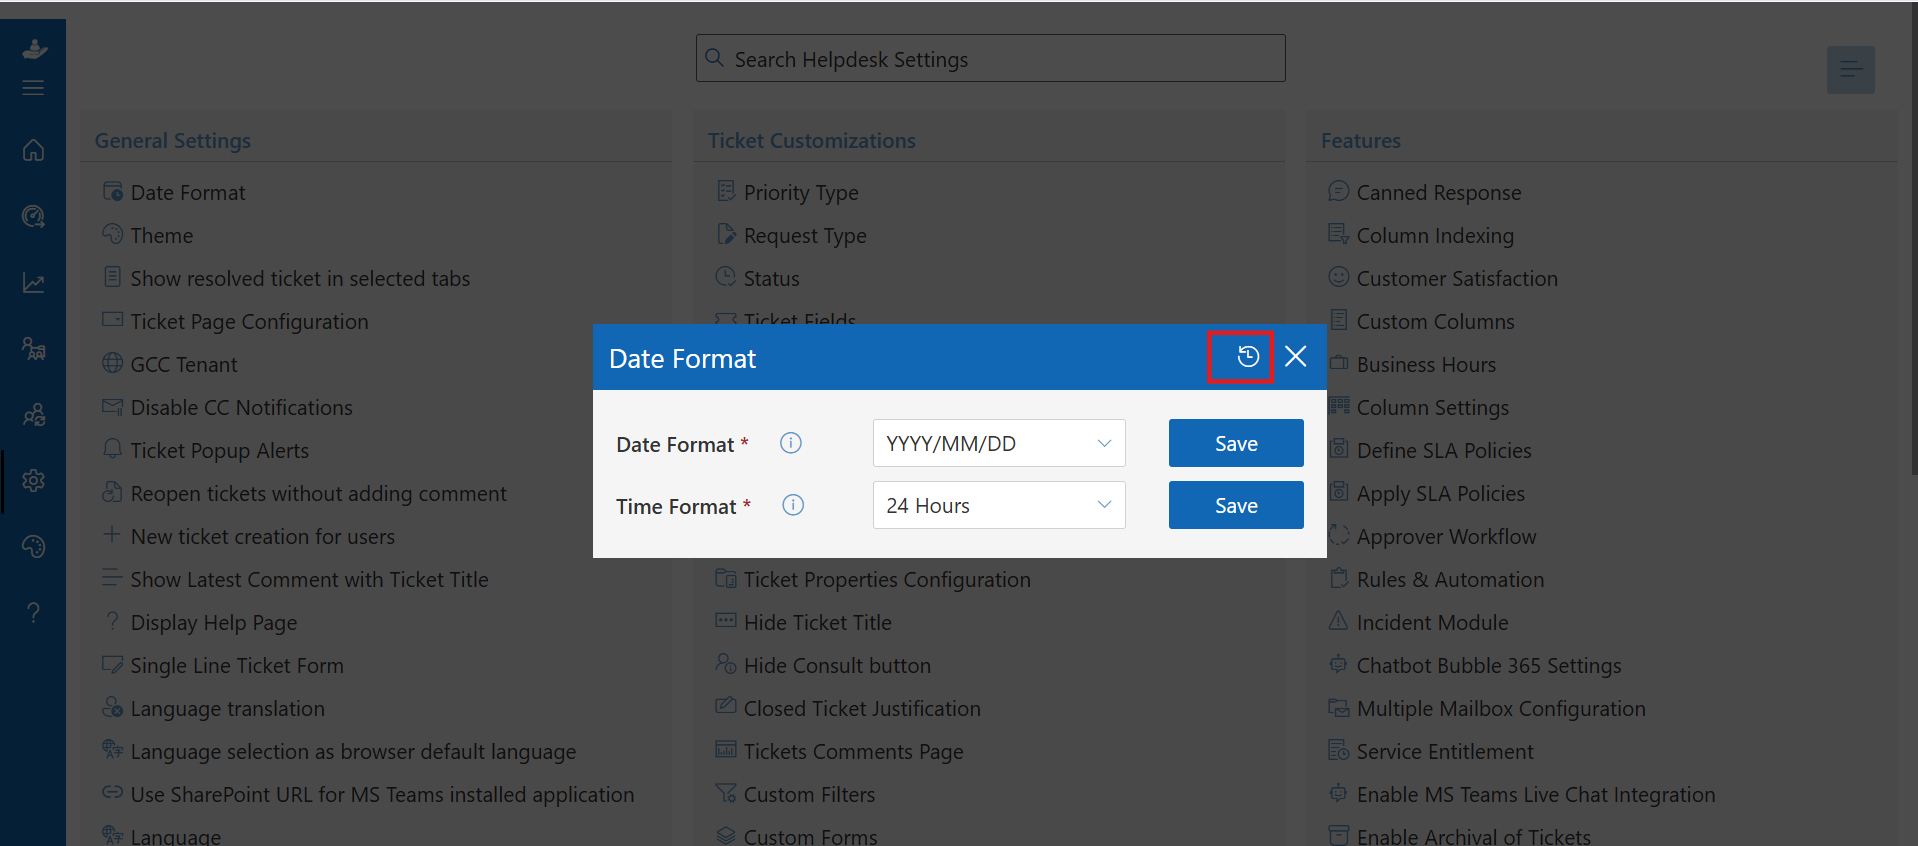 Search Helpdesk Settings
General Settings
Date Format
Theme
Show resolved ticket in selected tabs
Ticket Page Configuration
GCC Tenant
Disable CC Notifications
Ticket Popup Alerts
Reopen tickets without adding comment
New ticket creation for users
Show Latest Comment with Ticket Title
Display Help Page
Single Line Ticket Form
Language translation
Language selection as browser default language
Use SharePoint URL for MS Teams installed application
Language
Ticket Customizations
Priority Type
Request Type
Status
Ticket Fields
Date Format
Date Format *
YYYY/MM/DD
Save
Time Format *
24 Hours
Save
Ticket Properties Configuration
Hide Ticket Title
Hide Consult button
Closed Ticket Justification
Tickets Comments Page
Custom Filters
Custom Forms
Features
Canned Response
Column Indexing
Customer Satisfaction
Custom Columns
Business Hours
Column Settings
Define SLA Policies
Apply SLA Policies
Approver Workflow
Rules & Automation
Incident Module
Chatbot Bubble 365 Settings
Multiple Mailbox Configuration
Service Entitlement
Enable MS Teams Live Chat Integration
Enable Archival of Tickets